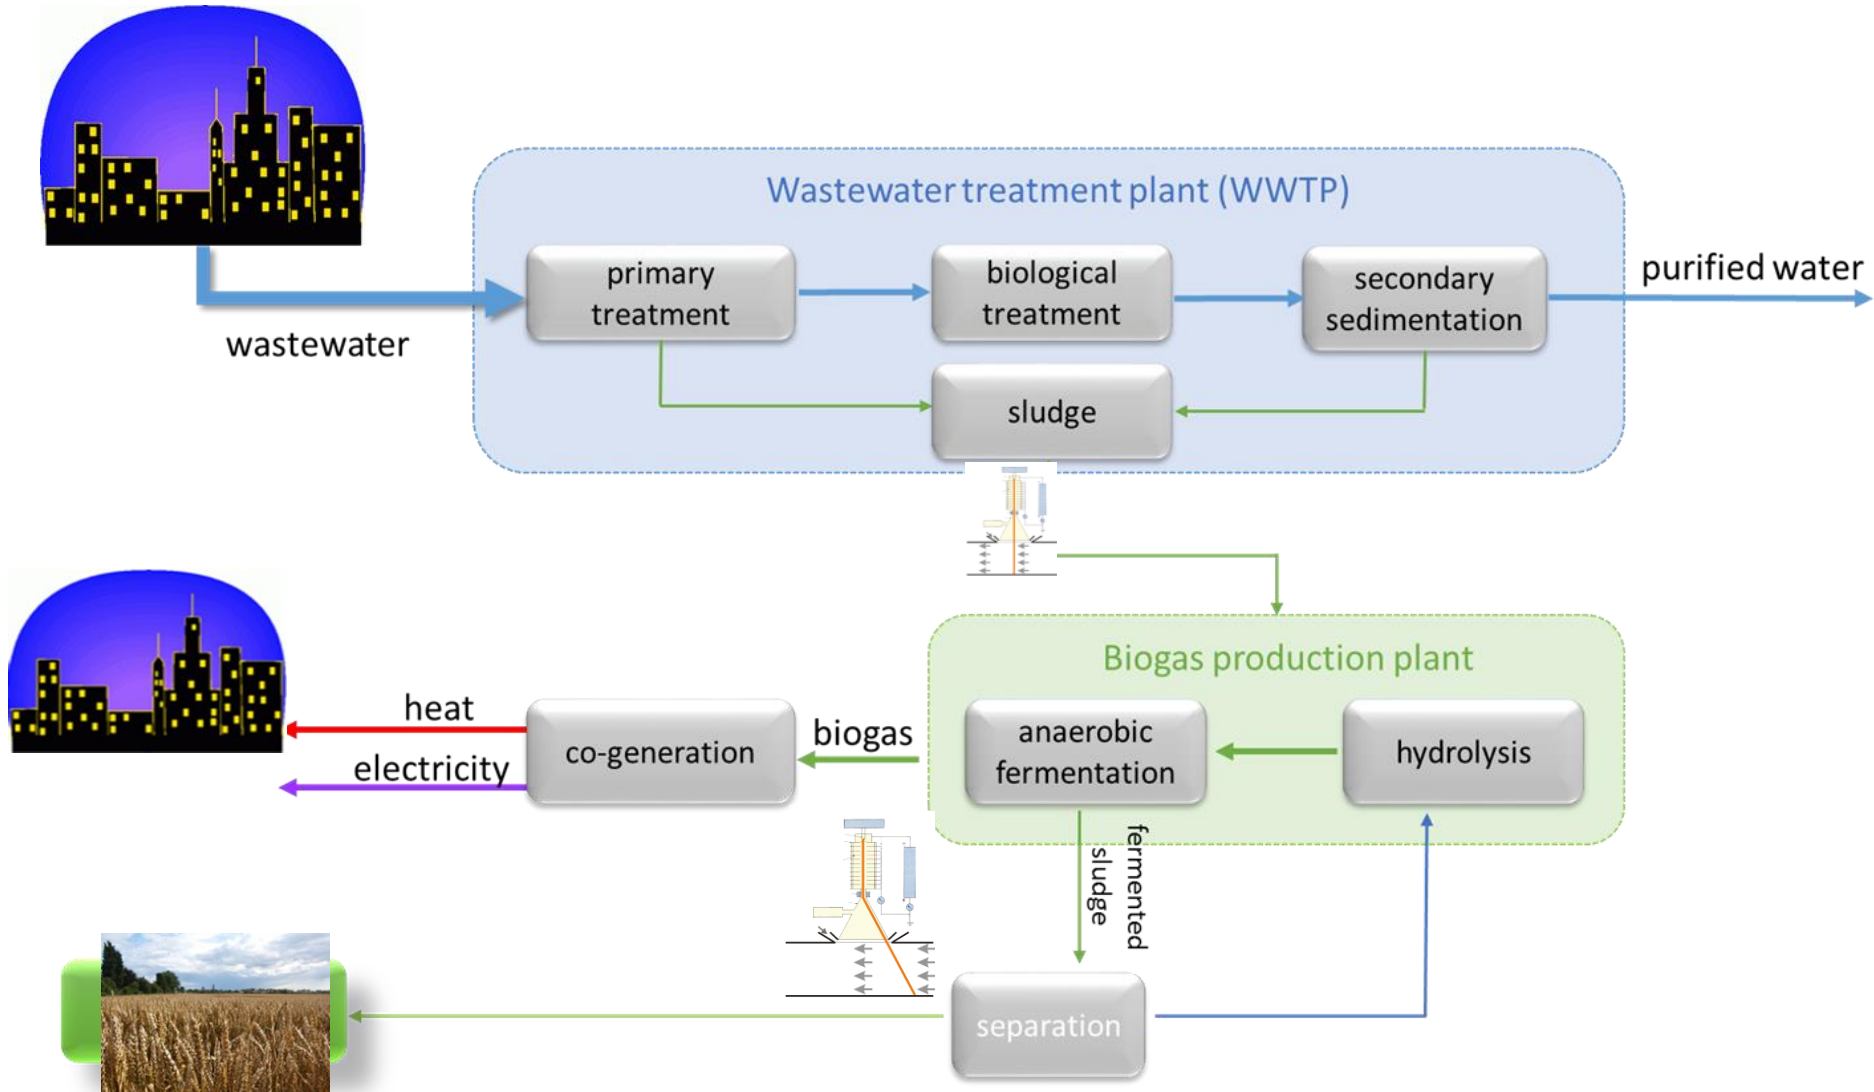 Wastewater treatment plant (WWTP)
primary
treatment
biological
treatment
secondary
sedimentation
purified water
wastewater
sludge
Biogas production plant
heat
electricity
co-generation
biogas
anaerobic
fermentation
hydrolysis
fermented
sludge
separation